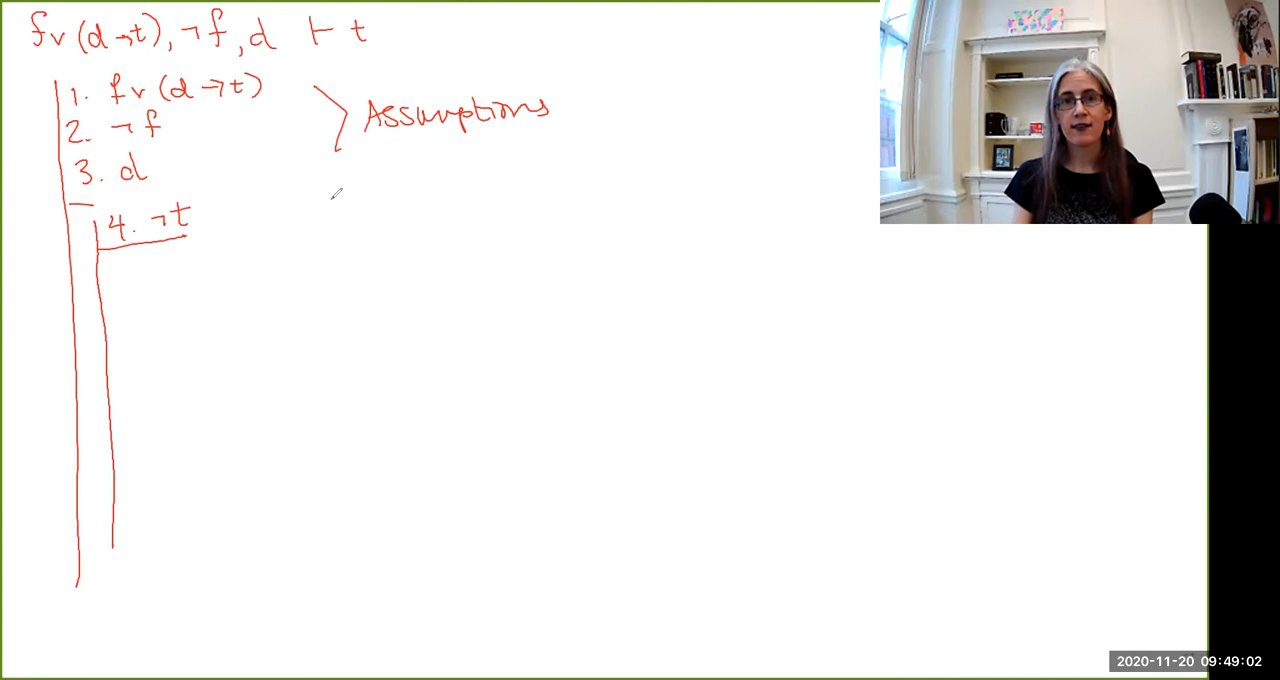 f ∨ (d → t), ¬f, d ⊢ t
1. f ∨ (d → t)
Assumptions
2. ¬f
3. d
4. ¬t
2020-11-20 09:49:02